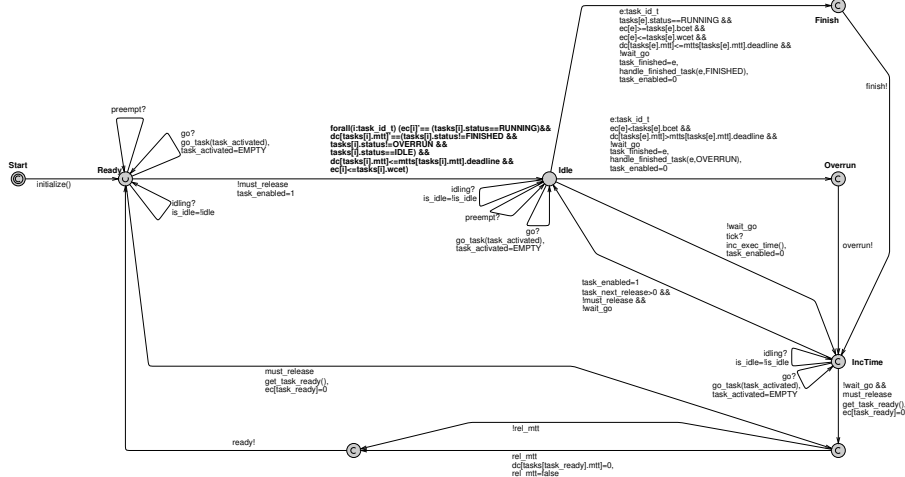 e:task_id_t
tasks[e].status==RUNNING &&
ec[e]>=tasks[e].bcet &&
ec[e]<=tasks[e].wcet &&
dc[tasks[e].mtt]<=mtts[tasks[e].mtt].deadline &&
!wait_go
task_finished=e,
handle_finished_task(e,FINISHED),
task_enabled=0
C
Finish
finish!
preempt?
go?
go_task(task_activated),
task_activated=EMPTY
forall(i:task_id_t) (ec[i]'== (tasks[i].status==RUNNING)&&
dc[tasks[i].mtt]'==(tasks[i].status!=FINISHED &&
tasks[i].status!=OVERRUN &&
tasks[i].status==IDLE) &&
dc[tasks[i].mtt]<=mtts[tasks[i].mtt].deadline &&
ec[i]<=tasks[i].wcet)
e:task_id_t
ec[e]<tasks[e].bcet &&
dc[tasks[e].mtt]>mtts[tasks[e].mtt].deadline &&
!wait_go
task_finished=e,
handle_finished_task(e,OVERRUN),
task_enabled=0
Start
C
initialize()
Ready
U
idling?
is_idle=!idle
!must_release
task_enabled=1
Idle
idling?
is_idle=!is_idle
preempt?
go?
go_task(task_activated),
task_activated=EMPTY
Overrun
C
overrun!
!wait_go
tick?
inc_exec_time(),
task_enabled=0
task_enabled=1
task_next_release>0 &&
!must_release &&
!wait_go
idling?
is_idle=!is_idle
go?
go_task(task_activated),
task_activated=EMPTY
C
IncTime
!wait_go &&
must_release
get_task_ready(),
ec[task_ready]=0
must_release
get_task_ready(),
ec[task_ready]=0
!rel_mtt
ready!
C
C
rel_mtt
dc[tasks[task_ready].mtt]=0,
rel_mtt=false